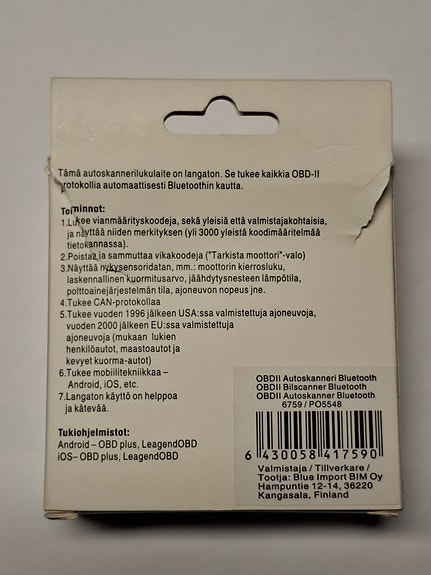 Tämä autoskannerilukulaite on langaton. Se tukee kaikkia OBD-II
protokollia automaattisesti Bluetoothin kautta.
Toiminnot:
1.Lukee vianmäärityskoodeja, sekä yleisiä että valmistajakohtaisia,
ja näyttää niiden merkityksen (yli 3000 yleistä koodimääritelmää
tietokannassa).
2.Poistaa ja sammuttaa vikakoodeja ("Tarkista moottori"-valo)
3.Näyttää nykysensoridatan, mm.: moottorin kierrosluku,
laskennallinen kuormitusarvo, jäähdytysnesteen lämpötila,
polttoainejärjestelmän tila, ajoneuvon nopeus jne.
4.Tukee CAN-protokollaa
5.Tukee vuoden 1996 jälkeen USA:ssa valmistettuja ajoneuvoja,
vuoden 2000 jälkeen EU:ssa valmistettuja
ajoneuvoja (mukaan lukien
henkilöautot, maastoautot ja
kevyet kuorma-autot)
6.Tukee mobiilitekniikkaa –
Android, iOS, etc.
7.Langaton käyttö on helppoa
ja kätevää.
Tukiohjelmistot:
Android – OBD plus, LeagendOBD
iOS– OBD plus, LeagendOBD
OBDII Autoskanneri Bluetooth
OBDII Bilscanner Bluetooth
OBDII Autoskanner Bluetooth
6759 / PO5548
6 430058 417590
Valmistaja / Tillverkare /
Tootja: Blue Import BIM Oy
Hampuntie 12-14, 36220
Kangasala, Finland